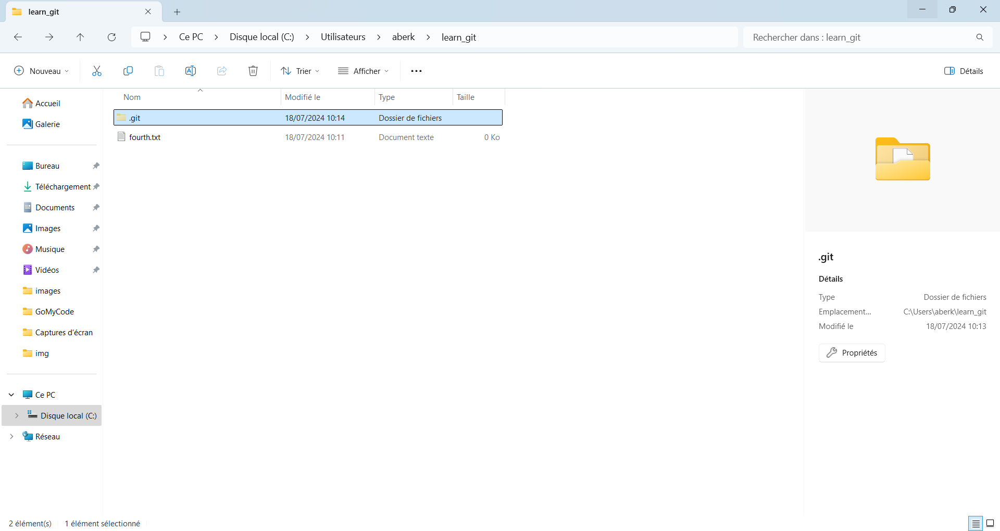 learn_git
Ce PC > Disque local (C:) > Utilisateurs > aberk > learn_git
Rechercher dans : learn_git
Nouveau
Trier
Afficher
Détails
Nom Modifié le Type Taille
.git 18/07/2024 10:14 Dossier de fichiers
fourth.txt 18/07/2024 10:11 Document texte 0 Ko
Accueil
Galerie
Bureau
Téléchargement
Documents
Images
Musique
Vidéos
images
GoMyCode
Captures d'écran
img
Ce PC
Disque local (C:)
Réseau
.git
Détails
Type Dossier de fichiers
Emplacement... C:\Users\aberk\learn_git
Modifié le 18/07/2024 10:13
Propriétés
2 élément(s) 1 élément sélectionné